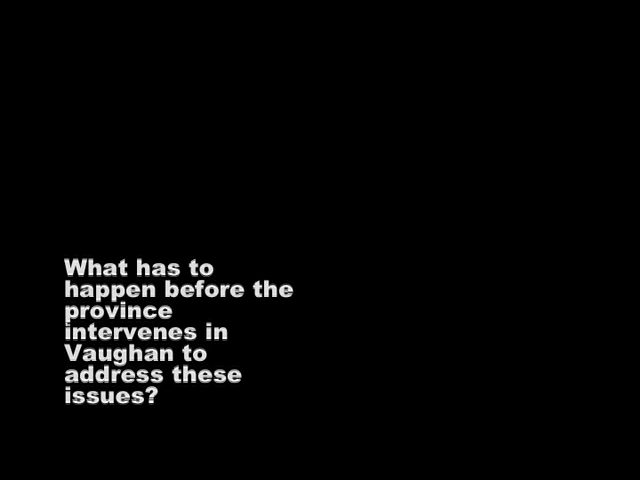 What has to
happen before the
province
intervenes in
Vaughan to
address these
issues?